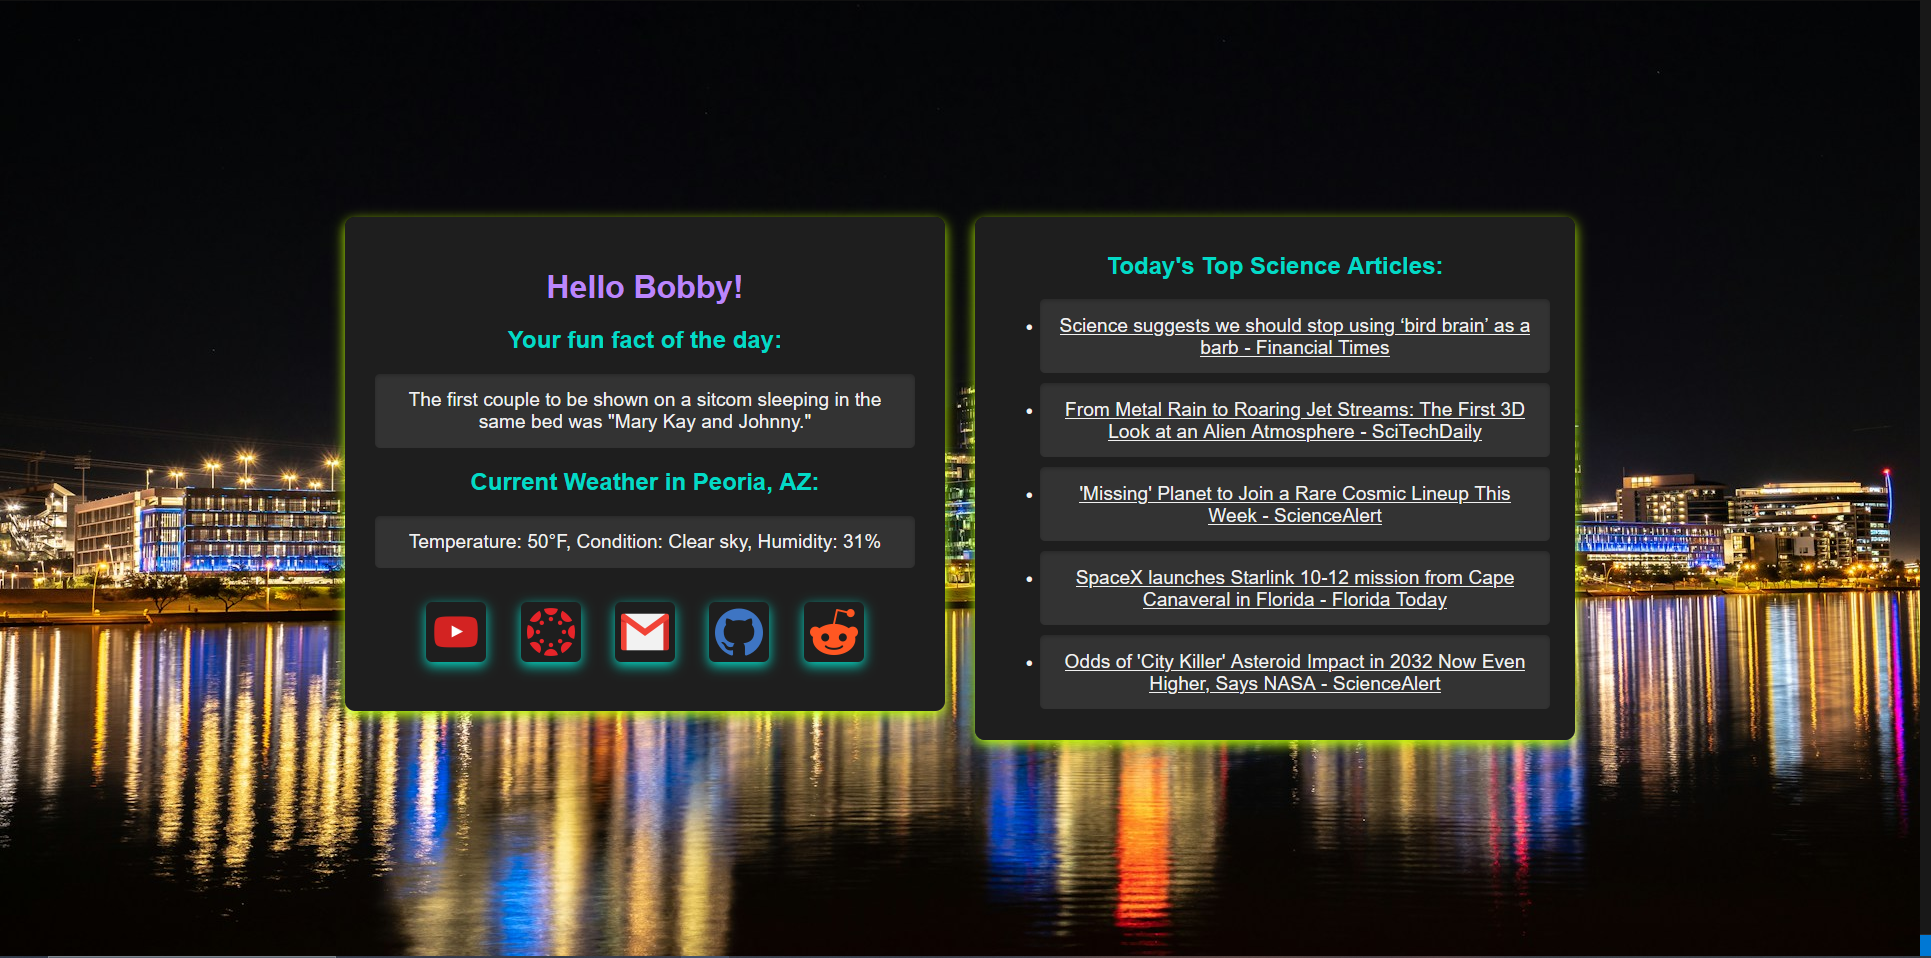 Hello Bobby!
Your fun fact of the day:
The first couple to be shown on a sitcom sleeping in the
same bed was "Mary Kay and Johnny."
Current Weather in Peoria, AZ:
Temperature: 50°F, Condition: Clear sky, Humidity: 31%
Today's Top Science Articles:
Science suggests we should stop using ‘bird brain’ as a
barb - Financial Times
From Metal Rain to Roaring Jet Streams: The First 3D
Look at an Alien Atmosphere - SciTechDaily
'Missing' Planet to Join a Rare Cosmic Lineup This
Week - ScienceAlert
SpaceX launches Starlink 10-12 mission from Cape
Canaveral in Florida - Florida Today
Odds of 'City Killer' Asteroid Impact in 2032 Now Even
Higher, Says NASA - ScienceAlert